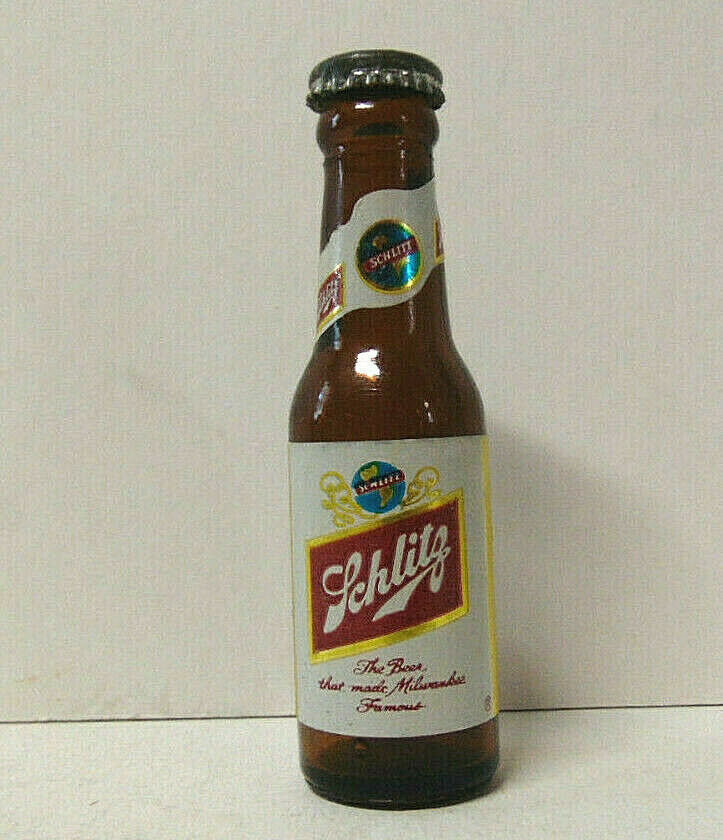 SCHLITZ
SCHLITZ
Schlitz
The Beer
that made Milwaukee
Famous
®